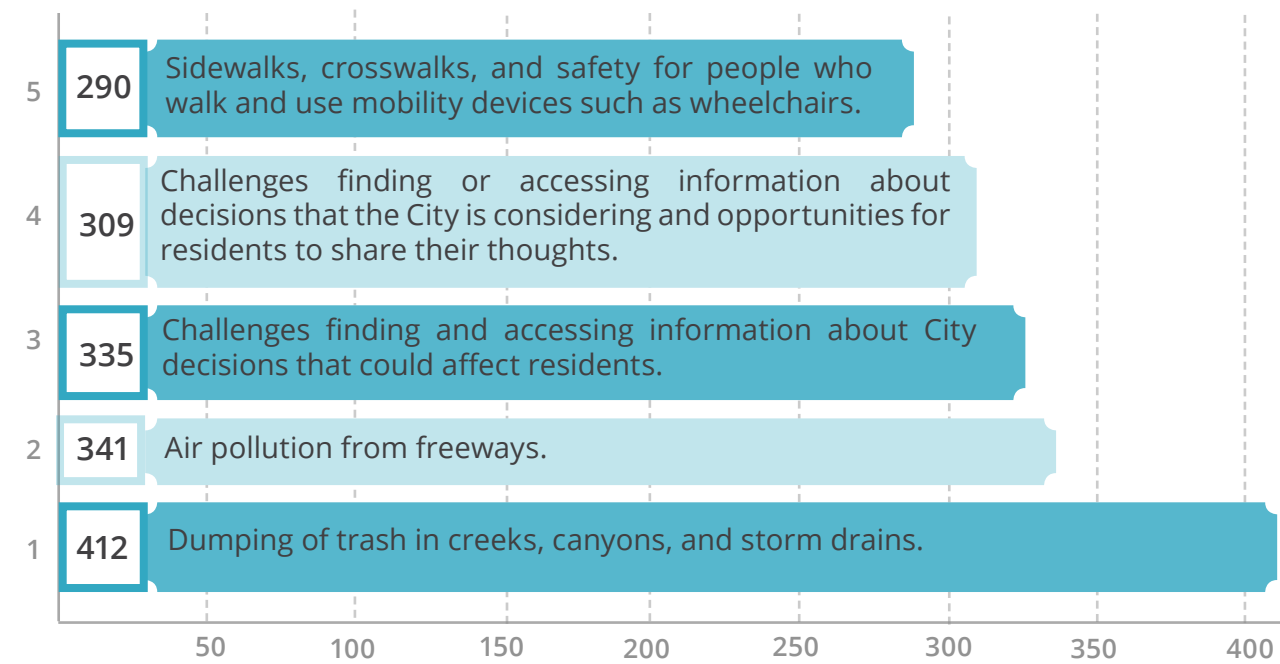 5
290
Sidewalks, crosswalks, and safety for people who
walk and use mobility devices such as wheelchairs.
4
309
Challenges finding or accessing information about
decisions that the City is considering and opportunities for
residents to share their thoughts.
3
335
Challenges finding and accessing information about City
decisions that could affect residents.
2
341
Air pollution from freeways.
1
412
Dumping of trash in creeks, canyons, and storm drains.
50 100 150 200 250 300 350 400